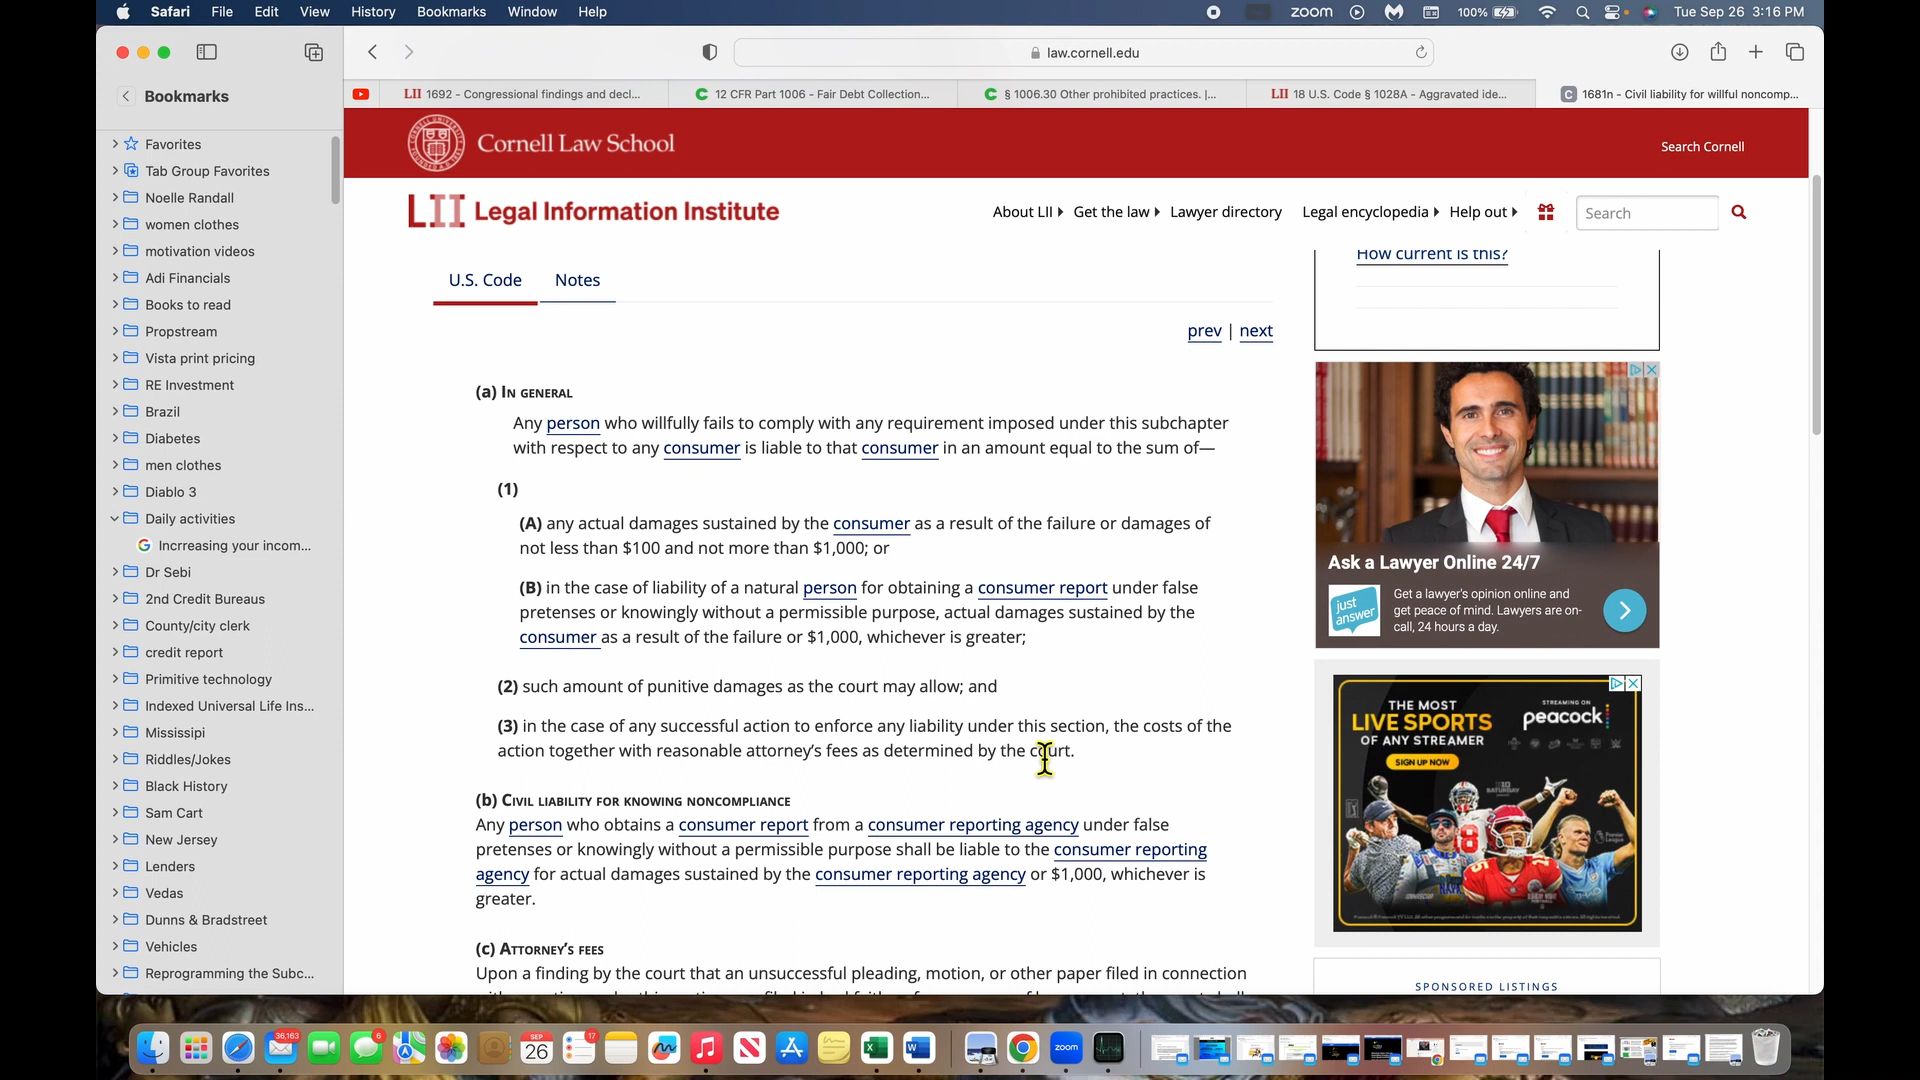 Safari File Edit View History Bookmarks Window Help zoom 100% Tue Sep 26 3:16 PM
law.cornell.edu
Bookmarks
LII 1692 - Congressional findings and decl...
12 CFR Part 1006 - Fair Debt Collection...
§ 1006.30 Other prohibited practices. |...
LII 18 U.S. Code § 1028A - Aggravated ide...
C 1681n - Civil liability for willful noncomp...
Favorites
Tab Group Favorites
Noelle Randall
women clothes
motivation videos
Adi Financials
Books to read
Propstream
Vista print pricing
RE Investment
Brazil
Diabetes
men clothes
Diablo 3
Daily activities
Incrreasing your incom...
Dr Sebi
2nd Credit Bureaus
County/city clerk
credit report
Primitive technology
Indexed Universal Life Ins...
Mississipi
Riddles/Jokes
Black History
Sam Cart
New Jersey
Lenders
Vedas
Dunns & Bradstreet
Vehicles
Reprogramming the Subc...
Cornell Law School
Search Cornell
LII Legal Information Institute
About LII Get the law Lawyer directory Legal encyclopedia Help out Search
U.S. Code Notes
prev | next
(a) IN GENERAL
Any person who willfully fails to comply with any requirement imposed under this subchapter
with respect to any consumer is liable to that consumer in an amount equal to the sum of—
(1)
(A) any actual damages sustained by the consumer as a result of the failure or damages of
not less than $100 and not more than $1,000; or
(B) in the case of liability of a natural person for obtaining a consumer report under false
pretenses or knowingly without a permissible purpose, actual damages sustained by the
consumer as a result of the failure or $1,000, whichever is greater;
(2) such amount of punitive damages as the court may allow; and
(3) in the case of any successful action to enforce any liability under this section, the costs of the
action together with reasonable attorney's fees as determined by the court.
(b) CIVIL LIABILITY FOR KNOWING NONCOMPLIANCE
Any person who obtains a consumer report from a consumer reporting agency under false
pretenses or knowingly without a permissible purpose shall be liable to the consumer reporting
agency for actual damages sustained by the consumer reporting agency or $1,000, whichever is
greater.
(c) ATTORNEY'S FEES
Upon a finding by the court that an unsuccessful pleading, motion, or other paper filed in connection
How current is this?
Ask a Lawyer Online 24/7
just
answer
Get a lawyer's opinion online and
get peace of mind. Lawyers are on-
call, 24 hours a day.
THE MOST
LIVE SPORTS
OF ANY STREAMER
SIGN UP NOW
STREAMING ON
peacock
SPONSORED LISTINGS
36,163
6
SEP
26
17
zoom